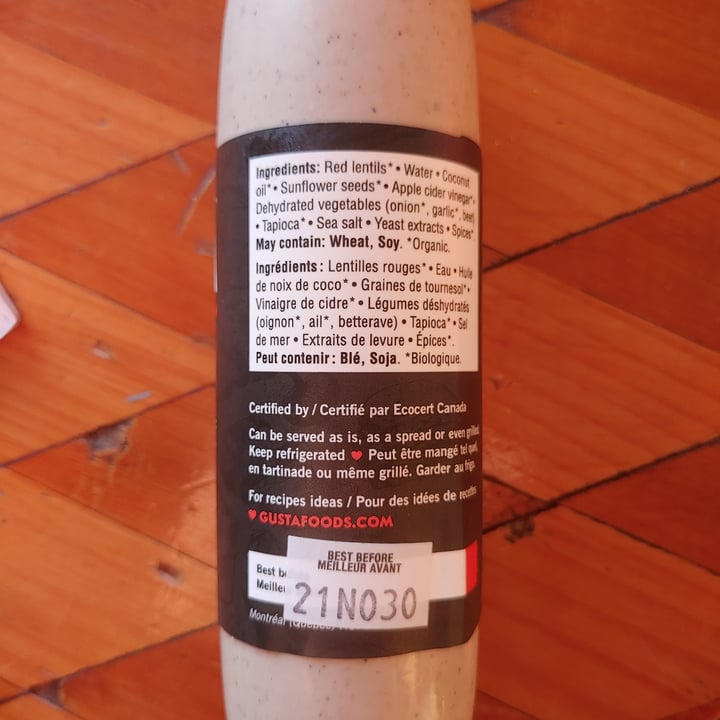 Ingredients: Red lentils* • Water • Coconut
oil* • Sunflower seeds* • Apple cider vinegar* •
Dehydrated vegetables (onion*, garlic*, beet)
• Tapioca* • Sea salt • Yeast extracts • Spices*
May contain: Wheat, Soy. *Organic.
Ingrédients : Lentilles rouges* • Eau • Huile
de noix de coco* • Graines de tournesol* •
Vinaigre de cidre* • Légumes déshydratés
(oignon*, ail*, betterave) • Tapioca* • Sel
de mer • Extraits de levure • Épices*.
Peut contenir : Blé, Soja. *Biologique.
Certified by / Certifié par Ecocert Canada
Can be served as is, as a spread or even grilled.
Keep refrigerated ♥ Peut être mangé tel quel,
en tartinade ou même grillé. Garder au frigo.
For recipes ideas / Pour des idées de recettes
♥ GUSTAFOODS.COM
BEST BEFORE
MEILLEUR AVANT
Best
21NO30
Montréal